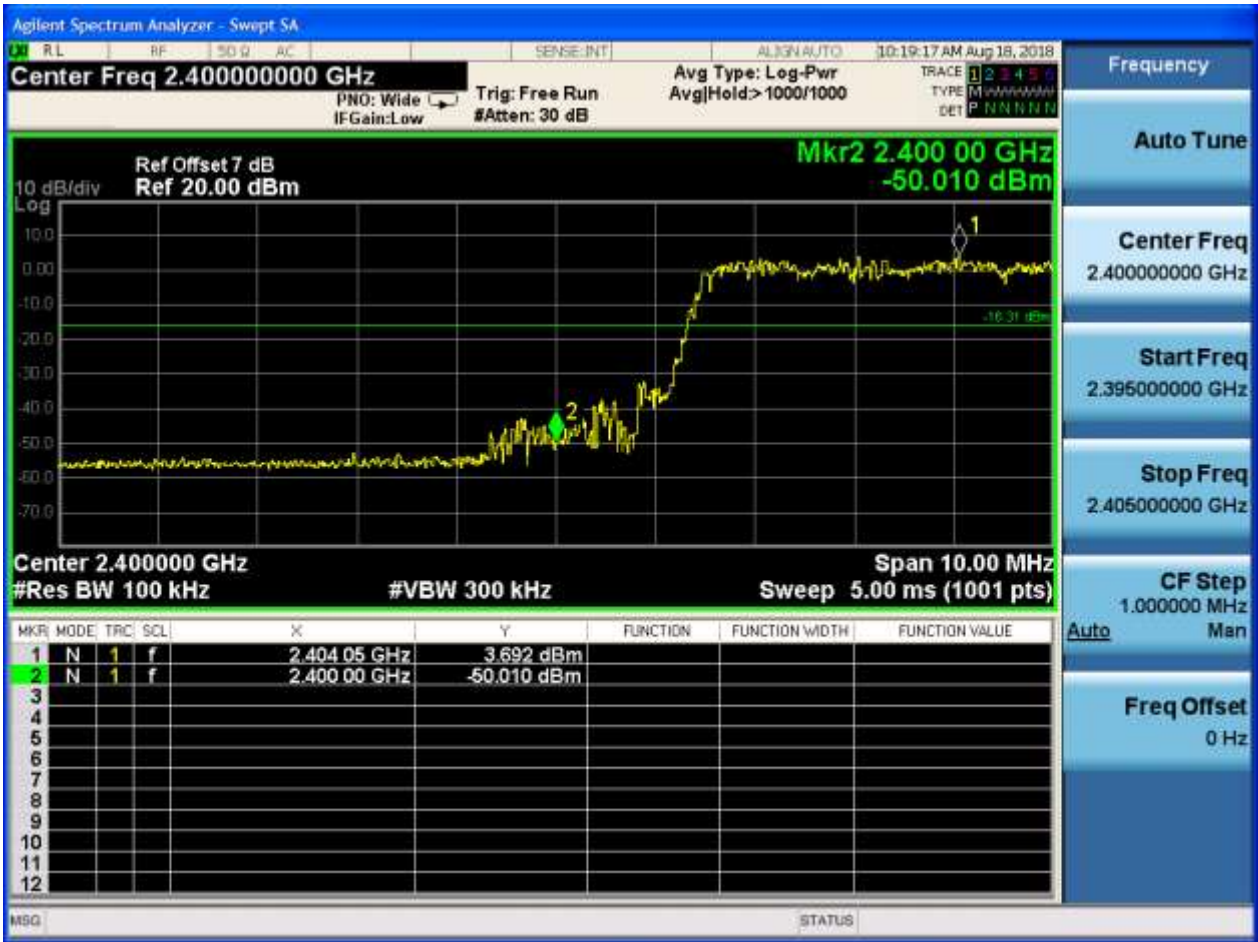 Agilent Spectrum Analyzer - Swept SA
RL RF 50 Ω AC SENSE:INT ALIGN AUTO 10:19:17 AM Aug 18, 2018
Center Freq 2.400000000 GHz
PNO: Wide
IFGain:Low
Trig: Free Run
#Atten: 30 dB
Avg Type: Log-Pwr
Avg|Hold:>1000/1000
TRACE 1 2 3 4 5 6
TYPE M
DET P N N N N N
Mkr2 2.400 00 GHz
-50.010 dBm
Ref Offset 7 dB
10 dB/div Ref 20.00 dBm
Log
10.0
0.00
-10.0
-20.0
-30.0
-40.0
-50.0
-60.0
-70.0
1
2
-16.31 dBm
Center 2.400000 GHz Span 10.00 MHz
#Res BW 100 kHz #VBW 300 kHz Sweep 5.00 ms (1001 pts)
MKR MODE TRC SCL X Y FUNCTION FUNCTION WIDTH FUNCTION VALUE
1 N 1 f 2.404 05 GHz 3.692 dBm
2 N 1 f 2.400 00 GHz -50.010 dBm
3
4
5
6
7
8
9
10
11
12
MSG STATUS
Frequency
Auto Tune
Center Freq
2.400000000 GHz
Start Freq
2.395000000 GHz
Stop Freq
2.405000000 GHz
CF Step
1.000000 MHz
Auto Man
Freq Offset
0 Hz